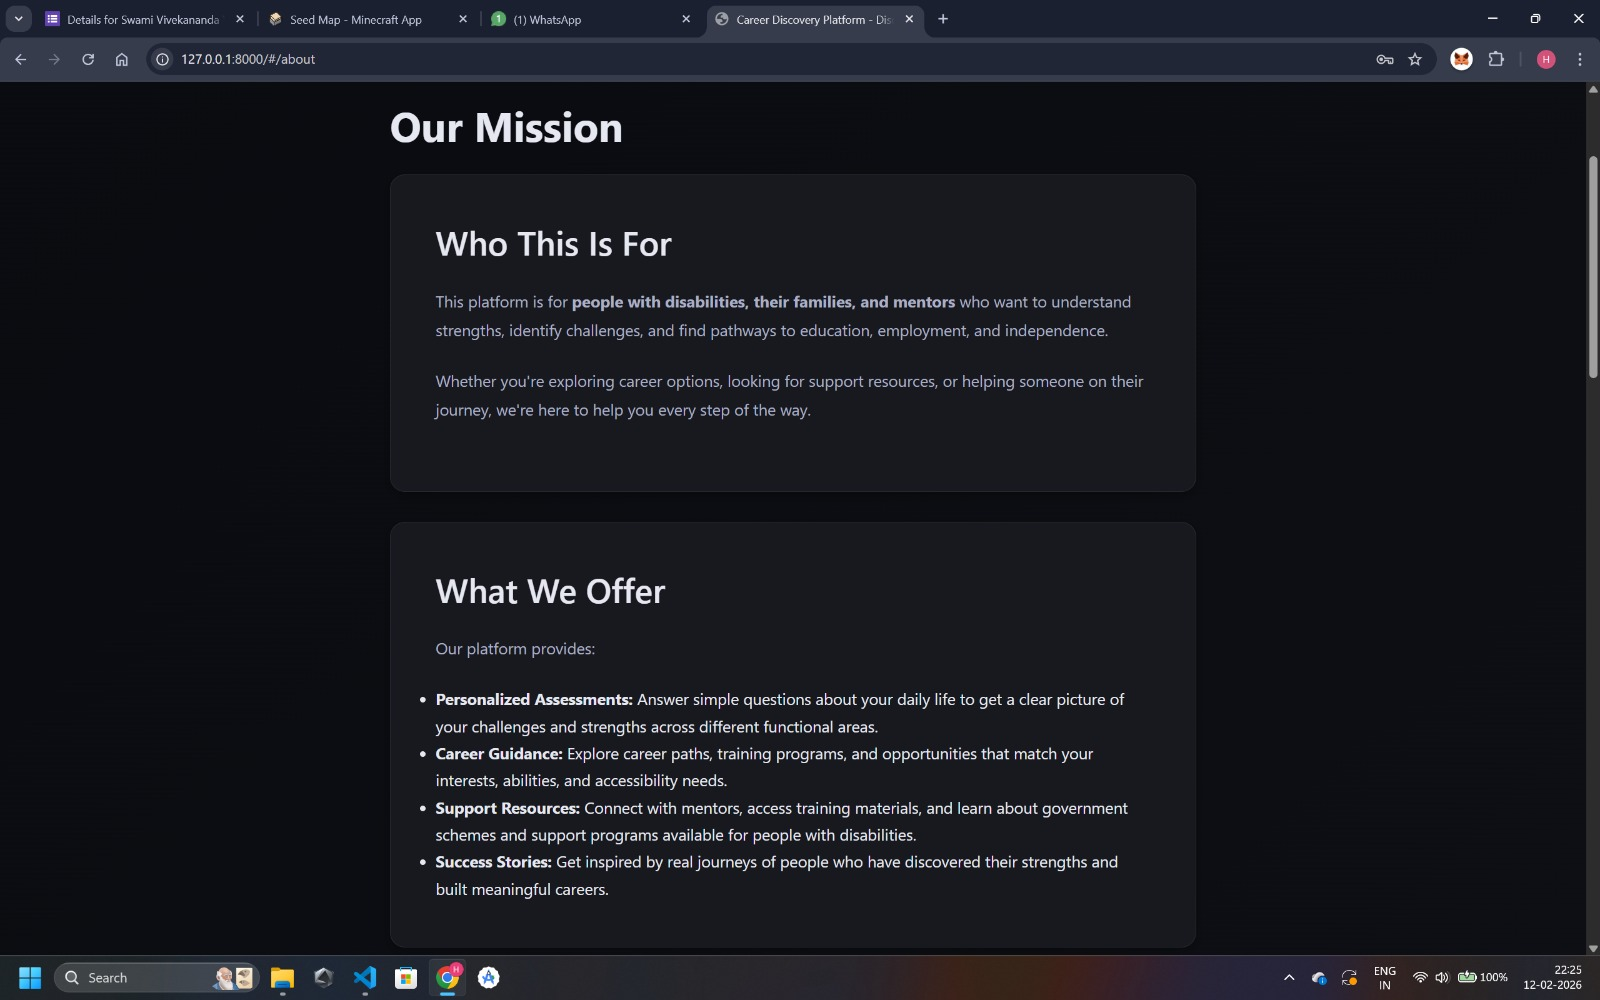 Details for Swami Vivekananda
Seed Map - Minecraft App
1
(1) WhatsApp
Career Discovery Platform - Dis
127.0.0.1:8000/#/about
H
Our Mission
Who This Is For
This platform is for people with disabilities, their families, and mentors who want to understand
strengths, identify challenges, and find pathways to education, employment, and independence.
Whether you're exploring career options, looking for support resources, or helping someone on their
journey, we're here to help you every step of the way.
What We Offer
Our platform provides:
• Personalized Assessments: Answer simple questions about your daily life to get a clear picture of
your challenges and strengths across different functional areas.
• Career Guidance: Explore career paths, training programs, and opportunities that match your
interests, abilities, and accessibility needs.
• Support Resources: Connect with mentors, access training materials, and learn about government
schemes and support programs available for people with disabilities.
• Success Stories: Get inspired by real journeys of people who have discovered their strengths and
built meaningful careers.
Search
H
ENG
IN
100%
22:25
12-02-2026